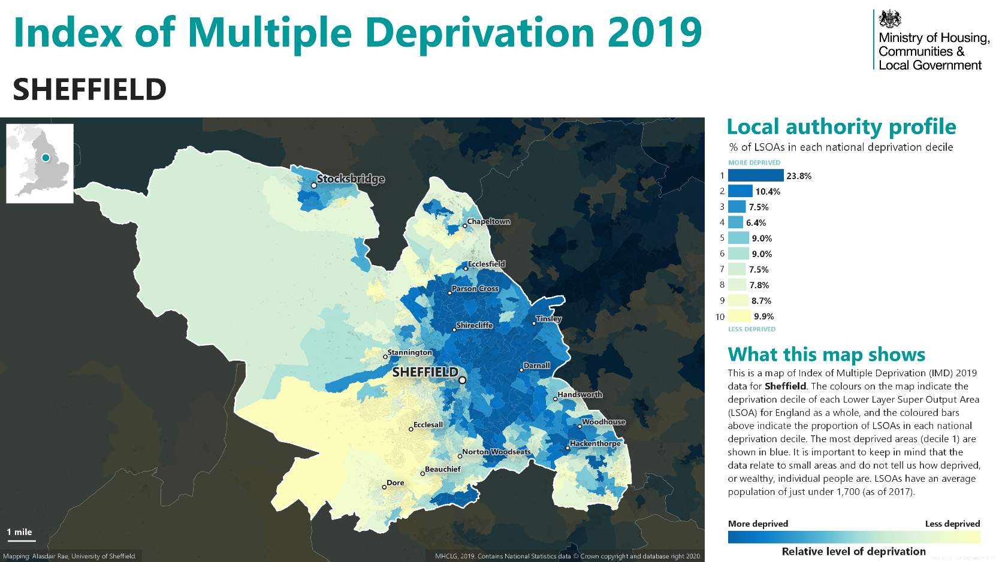 Index of Multiple Deprivation 2019
SHEFFIELD
Ministry of Housing,
Communities &
Local Government
Stocksbridge
Chapeltown
Ecclesfield
Parson Cross
Tinsley
Shirecliffe
Stannington
Darnall
SHEFFIELD
Handsworth
Woodhouse
Ecclesall
Hackenthorpe
Norton Woodseats
Beauchief
Dore
1 mile
Mapping: Alasdair Rae, University of Sheffield.
MHCLG, 2019. Contains National Statistics data © Crown copyright and database right 2020.
Local authority profile
% of LSOAs in each national deprivation decile
MORE DEPRIVED
1 23.8%
2 10.4%
3 7.5%
4 6.4%
5 9.0%
6 9.0%
7 7.5%
8 7.8%
9 8.7%
10 9.9%
LESS DEPRIVED
What this map shows
This is a map of Index of Multiple Deprivation (IMD) 2019
data for Sheffield. The colours on the map indicate the
deprivation decile of each Lower Layer Super Output Area
(LSOA) for England as a whole, and the coloured bars
above indicate the proportion of LSOAs in each national
deprivation decile. The most deprived areas (decile 1) are
shown in blue. It is important to keep in mind that the
data relate to small areas and do not tell us how deprived,
or wealthy, individual people are. LSOAs have an average
population of just under 1,700 (as of 2017).
More deprived Less deprived
Relative level of deprivation